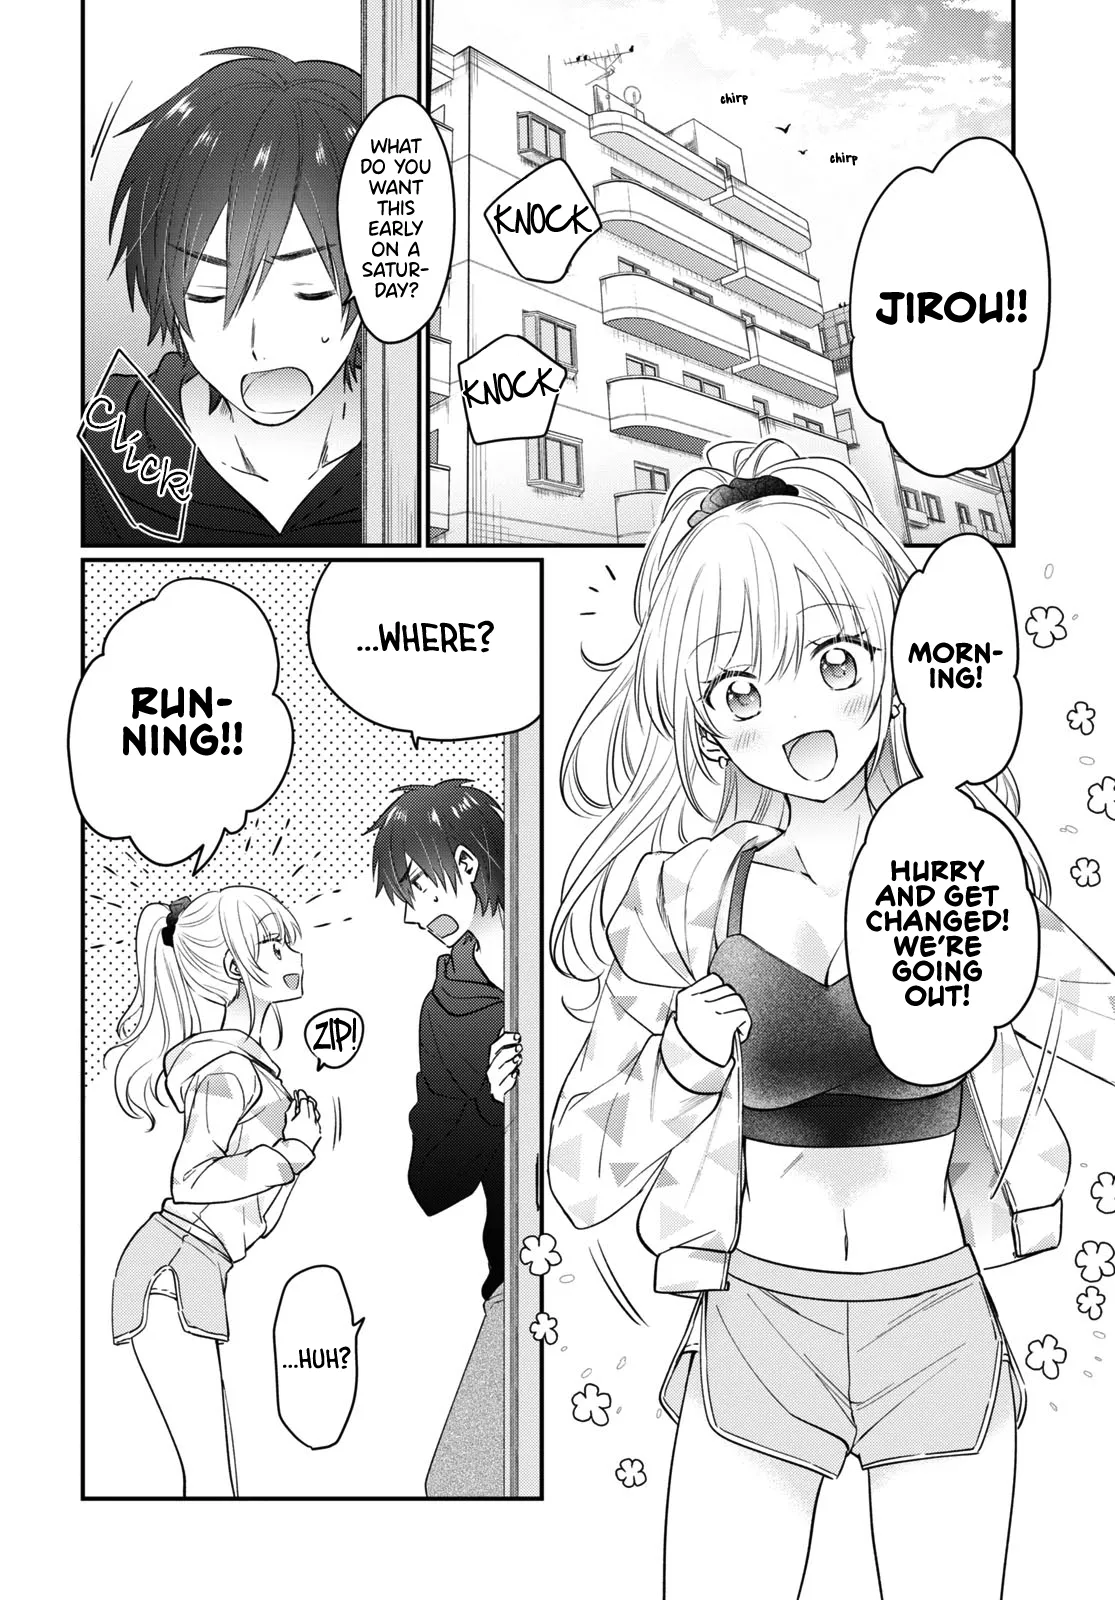 chirp
chirp
JIROU!!
KNOCK
KNOCK
WHAT
DO YOU
WANT
THIS
EARLY
ON A
SATUR-
DAY?
Click
MORN-
ING!
HURRY
AND GET
CHANGED!
WE'RE
GOING
OUT!
...WHERE?
RUN-
NING!!
ZIP!
...HUH?